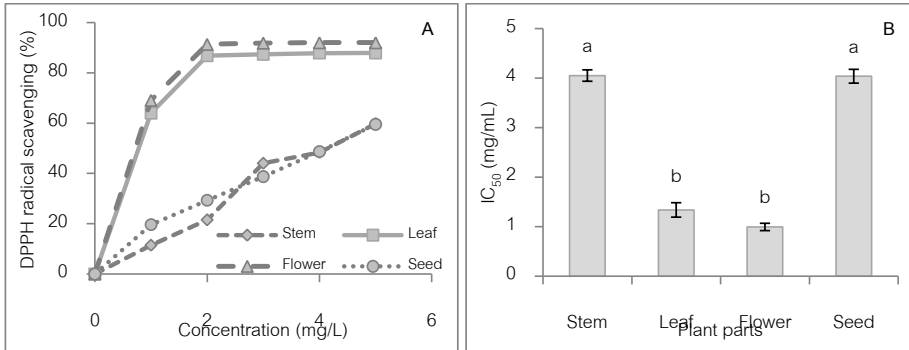 A
DPPH radical scavenging (%)
100
80
60
40
20
0
Stem
Leaf
Flower
Seed
0 2 4 6
Concentration (mg/L)
B
IC50 (mg/mL)
5
4
3
2
1
0
a
b
b
a
Stem Leaf Flower Seed
Plant parts